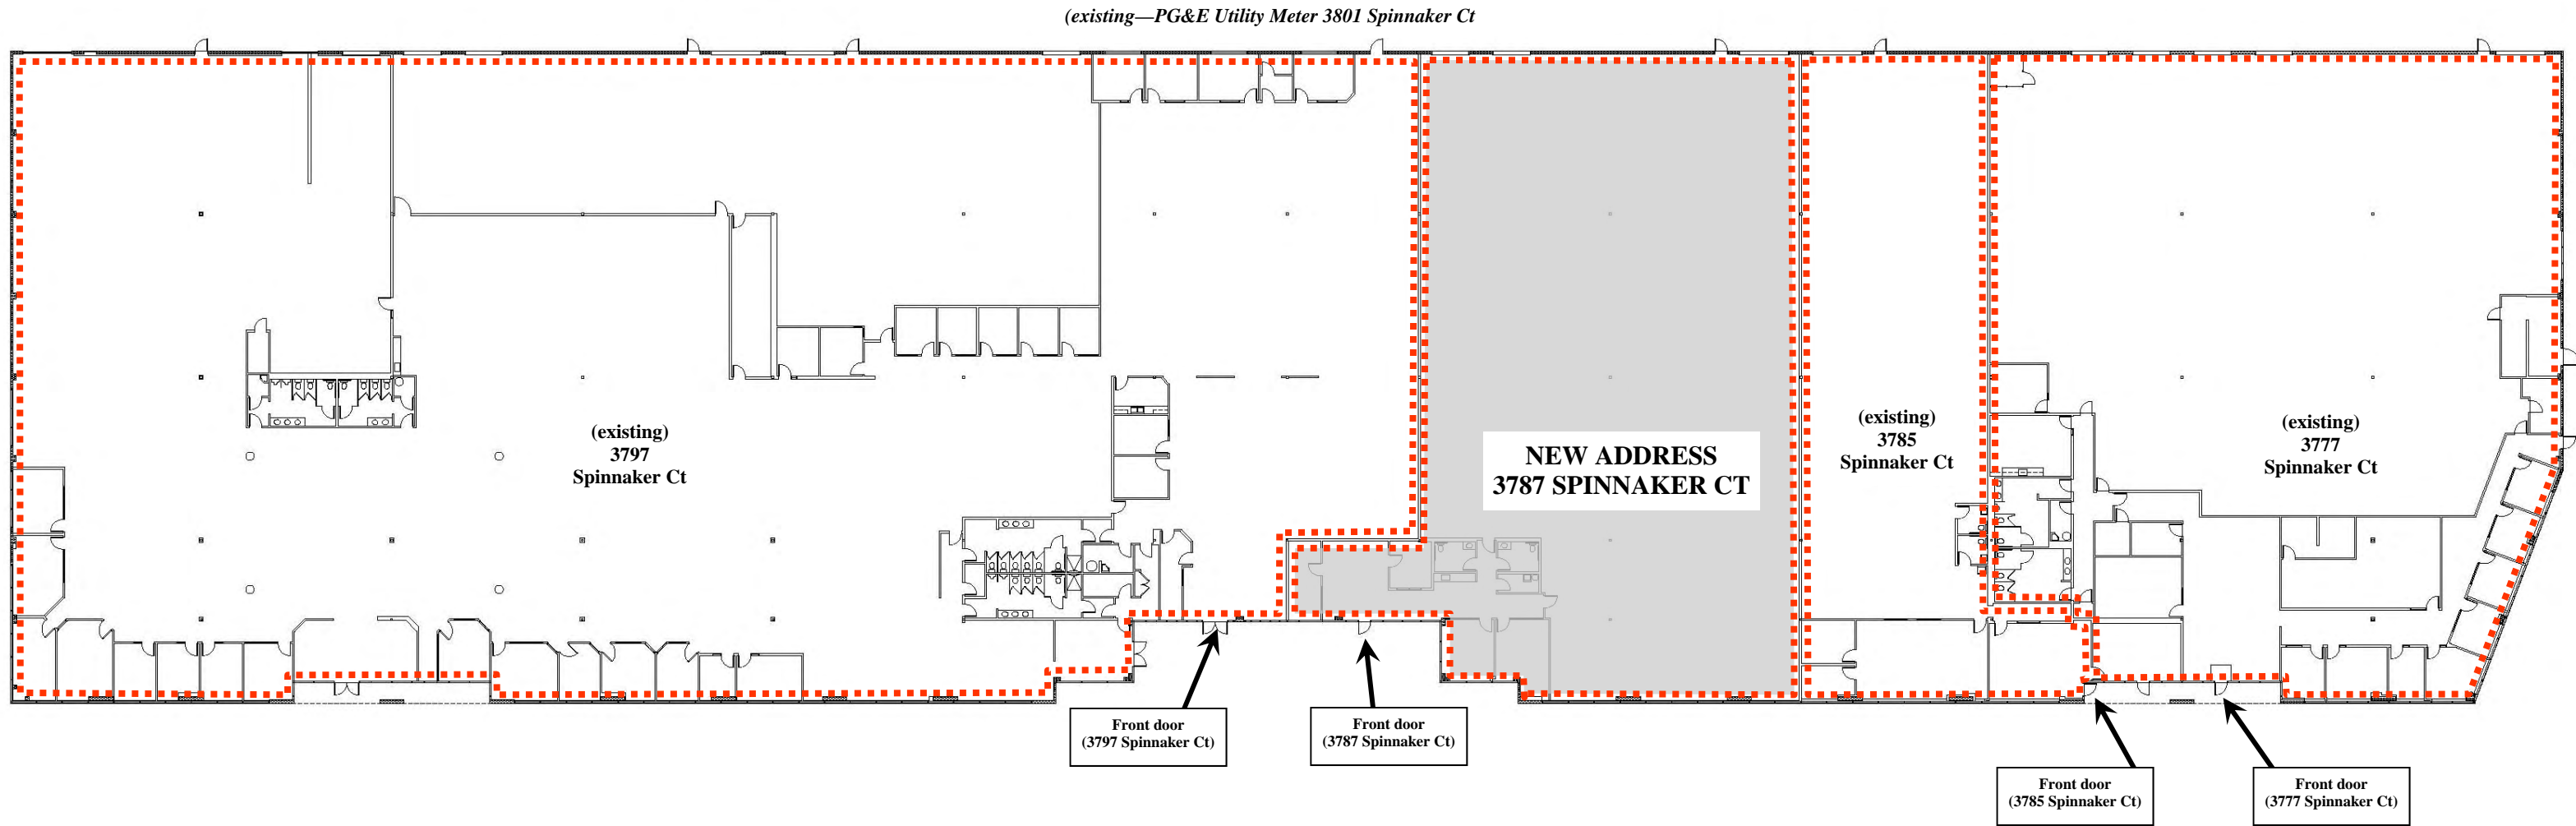 (existing—PG&E Utility Meter 3801 Spinnaker Ct
(existing)
3797
Spinnaker Ct
NEW ADDRESS
3787 SPINNAKER CT
(existing)
3785
Spinnaker Ct
(existing)
3777
Spinnaker Ct
Front door
(3797 Spinnaker Ct)
Front door
(3787 Spinnaker Ct)
Front door
(3785 Spinnaker Ct)
Front door
(3777 Spinnaker Ct)